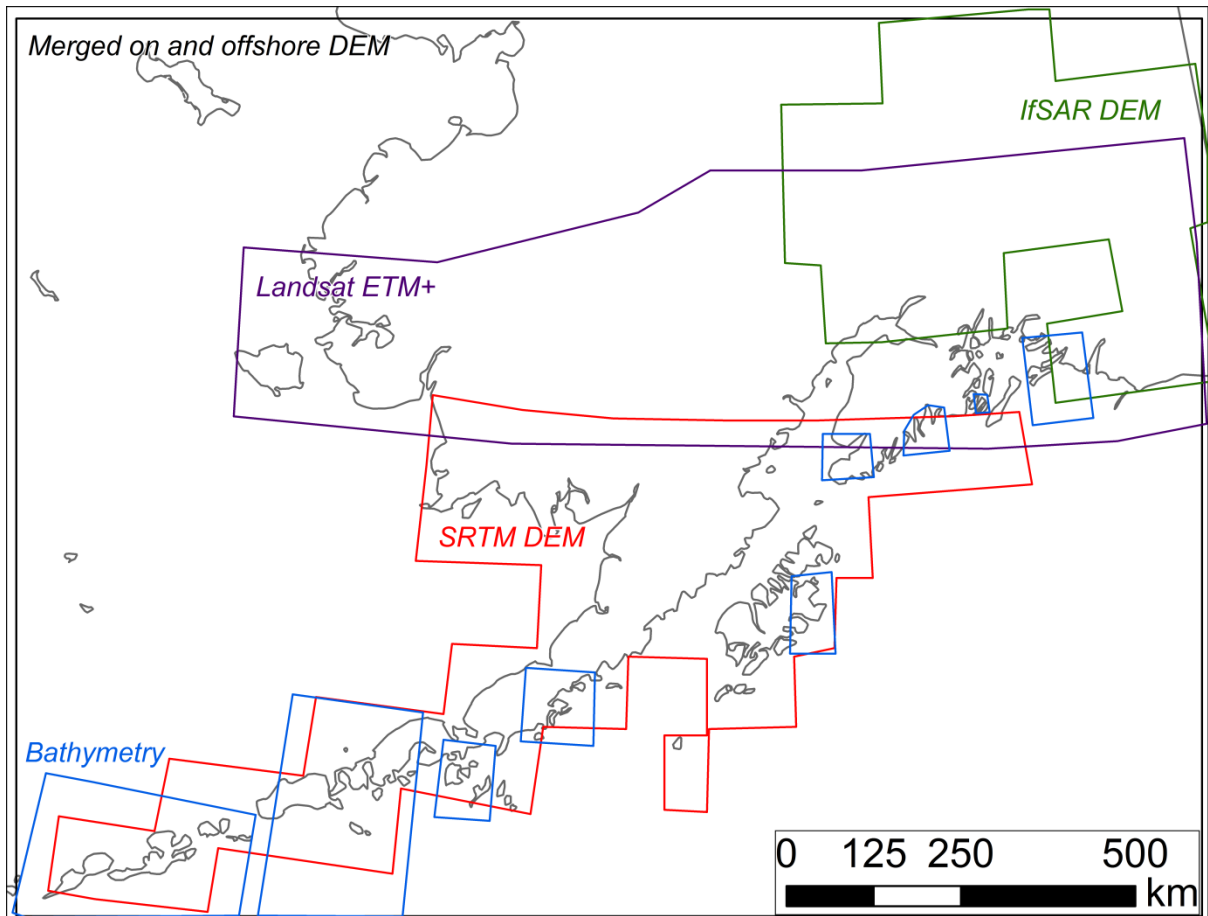 Merged on and offshore DEM
IfSAR DEM
Landsat ETM+
SRTM DEM
Bathymetry
0 125 250 500
km